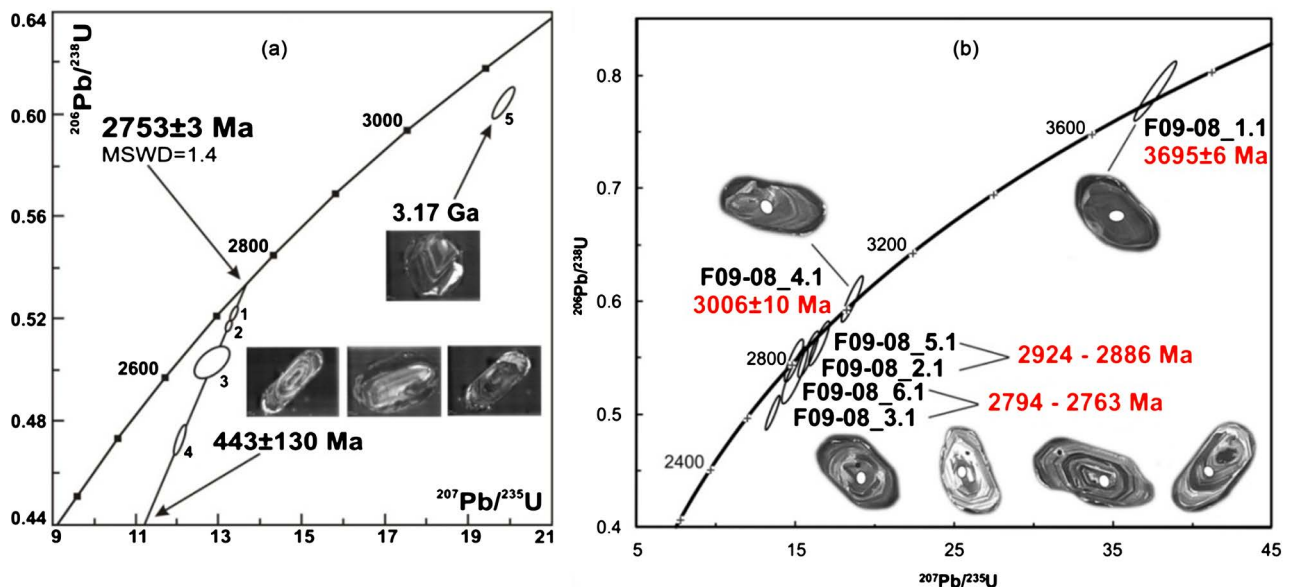 (a)
0.64
0.60
0.56
0.52
0.48
0.44
206Pb/238U
2753±3 Ma
MSWD=1.4
3000
2800
2600
5
3.17 Ga
1
2
3
4
443±130 Ma
207Pb/235U
9
11
13
15
17
19
21
(b)
0.8
0.7
0.6
0.5
0.4
206Pb/238U
3600
3200
2800
2400
F09-08_1.1
3695±6 Ma
F09-08_4.1
3006±10 Ma
F09-08_5.1
F09-08_2.1
2924 - 2886 Ma
F09-08_6.1
F09-08_3.1
2794 - 2763 Ma
5
15
25
35
45
207Pb/235U